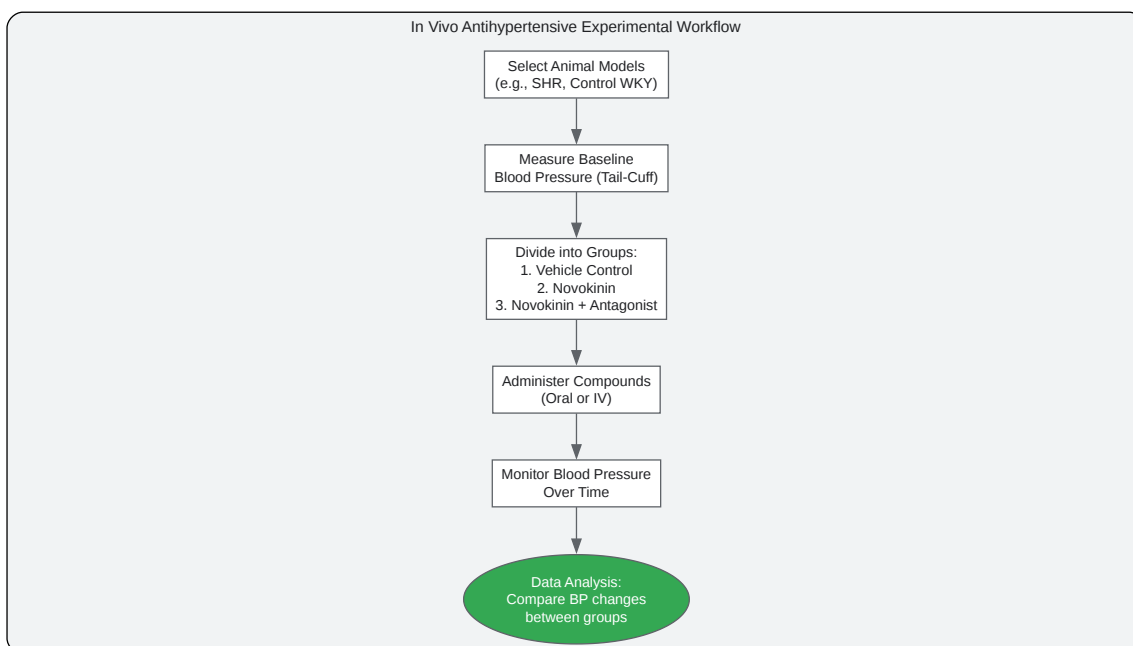 In Vivo Antihypertensive Experimental Workflow
Select Animal Models
(e.g., SHR, Control WKY)
Measure Baseline
Blood Pressure (Tail-Cuff)
Divide into Groups:
1. Vehicle Control
2. Novokinin
3. Novokinin + Antagonist
Administer Compounds
(Oral or IV)
Monitor Blood Pressure
Over Time
Data Analysis:
Compare BP changes
between groups